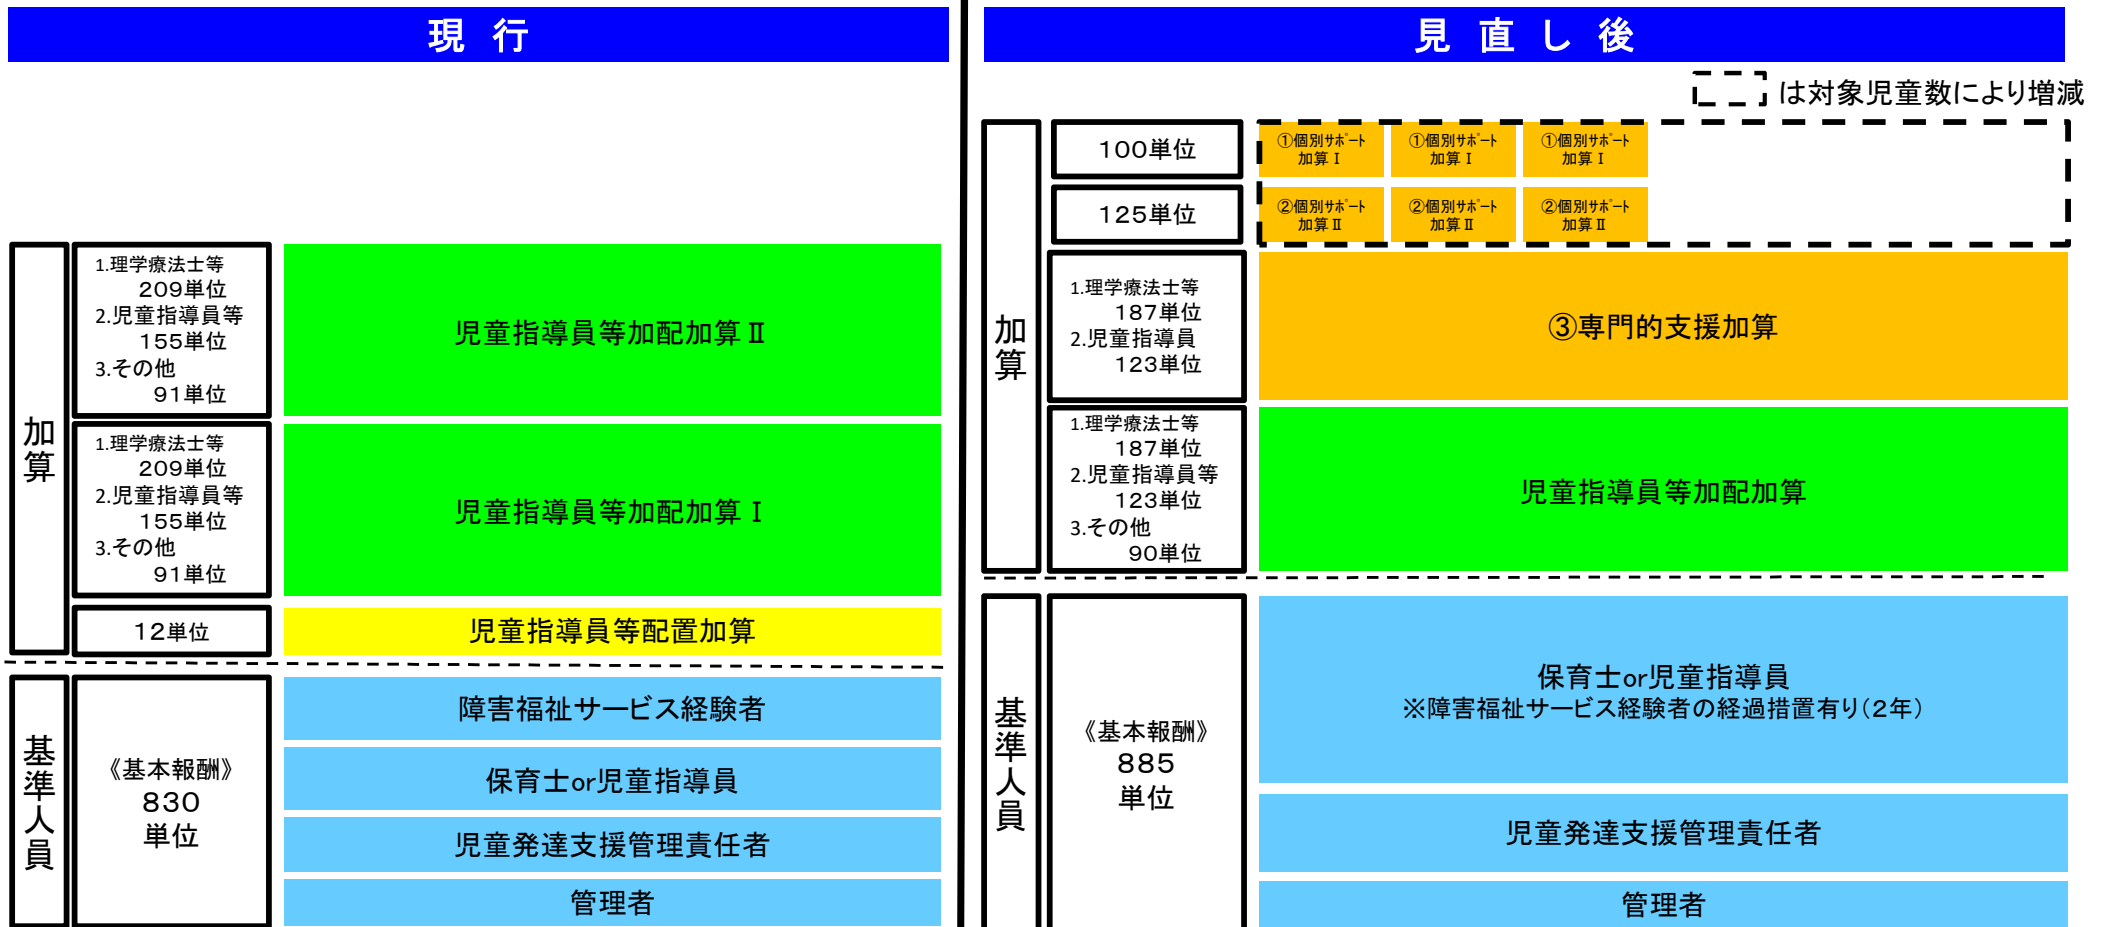 現 行
加算
1.理学療法士等
209単位
2.児童指導員等
155単位
3.その他
91単位
児童指導員等加配加算Ⅱ
1.理学療法士等
209単位
2.児童指導員等
155単位
3.その他
91単位
児童指導員等加配加算Ⅰ
12単位
児童指導員等配置加算
基準人員
《基本報酬》
830
単位
障害福祉サービス経験者
保育士or児童指導員
児童発達支援管理責任者
管理者
見 直 し 後
は対象児童数により増減
加算
100単位
①個別ｻﾎﾟｰﾄ
加算Ⅰ
①個別ｻﾎﾟｰﾄ
加算Ⅰ
①個別ｻﾎﾟｰﾄ
加算Ⅰ
125単位
②個別ｻﾎﾟｰﾄ
加算Ⅱ
②個別ｻﾎﾟｰﾄ
加算Ⅱ
②個別ｻﾎﾟｰﾄ
加算Ⅱ
1.理学療法士等
187単位
2.児童指導員
123単位
③専門的支援加算
1.理学療法士等
187単位
2.児童指導員等
123単位
3.その他
90単位
児童指導員等加配加算
基準人員
《基本報酬》
885
単位
保育士or児童指導員
※障害福祉サービス経験者の経過措置有り(2年)
児童発達支援管理責任者
管理者